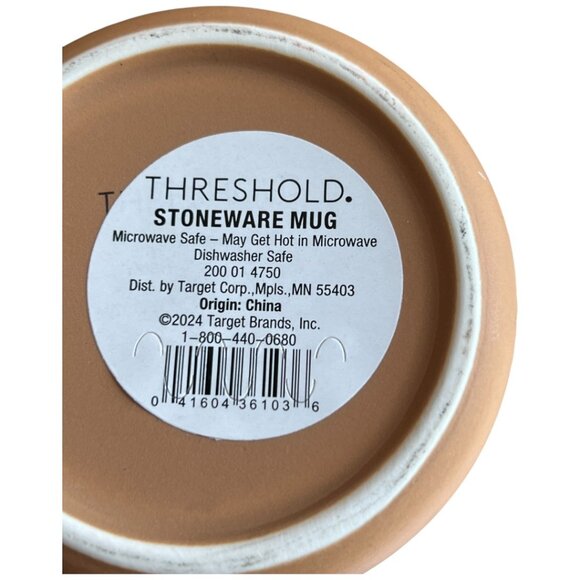 THRESHOLD.
STONEWARE MUG
Microwave Safe – May Get Hot in Microwave
Dishwasher Safe
200 01 4750
Dist. by Target Corp.,Mpls.,MN 55403
Origin: China
©2024 Target Brands, Inc.
1-800-440-0680
0 41604 36103 6